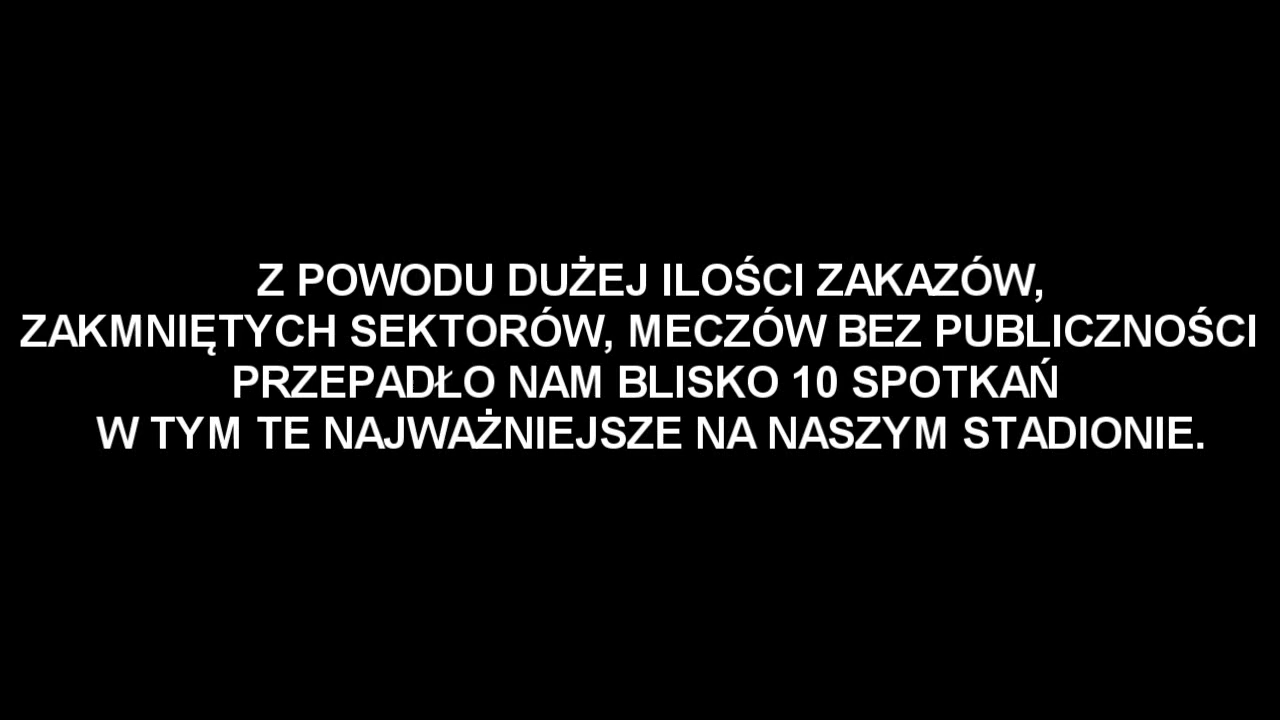 Z POWODU DUŻEJ ILOŚCI ZAKAZÓW,
ZAKMNIĘTYCH SEKTORÓW, MECZÓW BEZ PUBLICZNOŚCI
PRZEPADŁO NAM BLISKO 10 SPOTKAŃ
W TYM TE NAJWAŻNIEJSZE NA NASZYM STADIONIE.